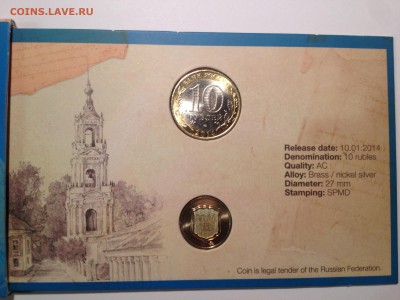 COINS.LAVE.RU
10
Release date: 10.01.2014
Denomination: 10 rubles
Quality: AC
Alloy: Brass / nickel silver
Diameter: 27 mm
Stamping: SPMD
Coin is legal tender of the Russian Federation.